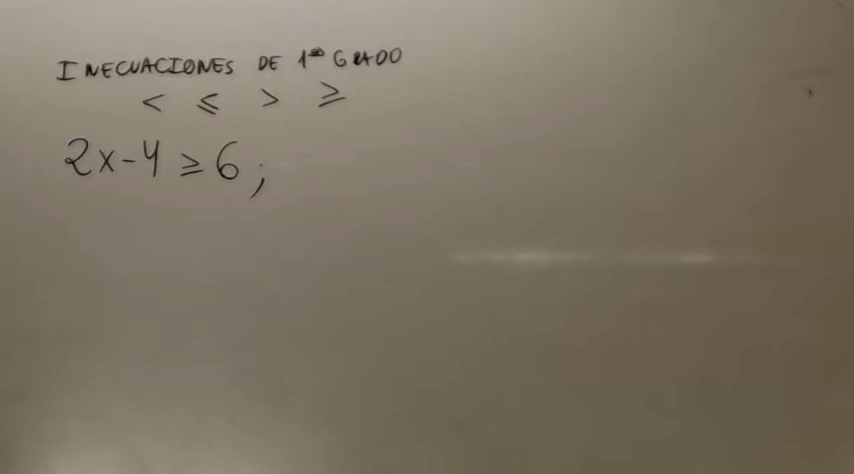 INECUACIONES DE 1er GRADO
< ≤ > ≥
2x-4 ≥ 6;